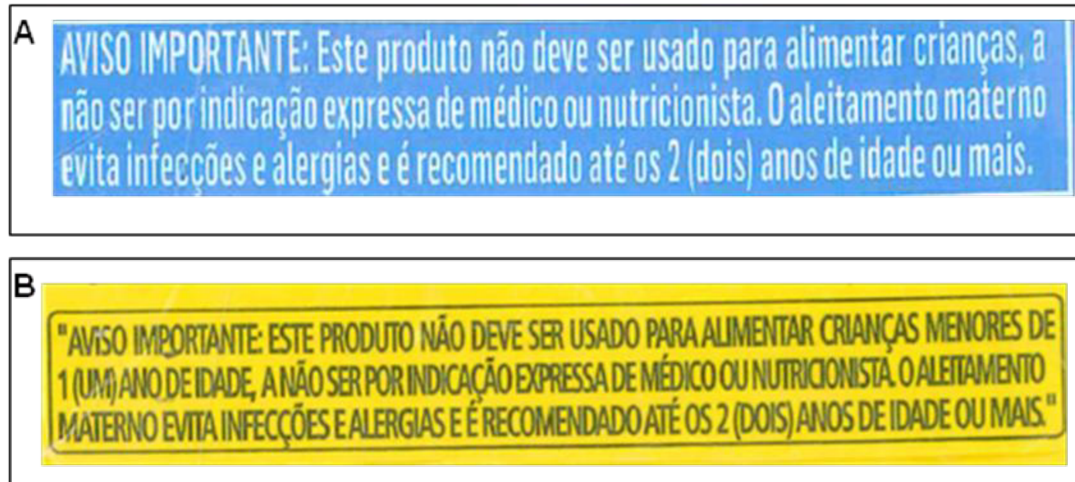 A
AVISO IMPORTANTE: Este produto não deve ser usado para alimentar crianças, a
não ser por indicação expressa de médico ou nutricionista. O aleitamento materno
evita infecções e alergias e é recomendado até os 2 (dois) anos de idade ou mais.
B
"AVISO IMPORTANTE: ESTE PRODUTO NÃO DEVE SER USADO PARA ALIMENTAR CRIANÇAS MENORES DE
1 (UM) ANO DE IDADE, A NÃO SER POR INDICAÇÃO EXPRESSA DE MÉDICO OU NUTRICIONISTA. O ALEITAMENTO
MATERNO EVITA INFECÇÕES E ALERGIAS E É RECOMENDADO ATÉ OS 2 (DOIS) ANOS DE IDADE OU MAIS."